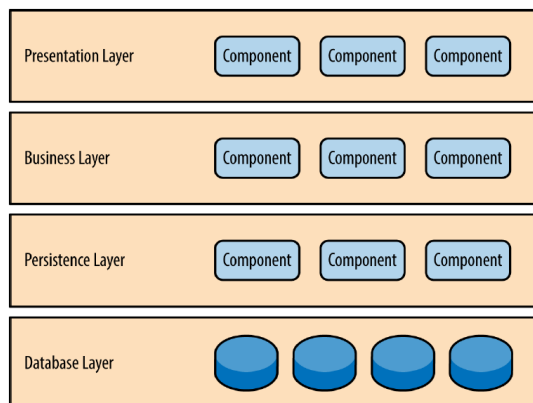 Presentation Layer
Component Component Component
Business Layer
Component Component Component
Persistence Layer
Component Component Component
Database Layer